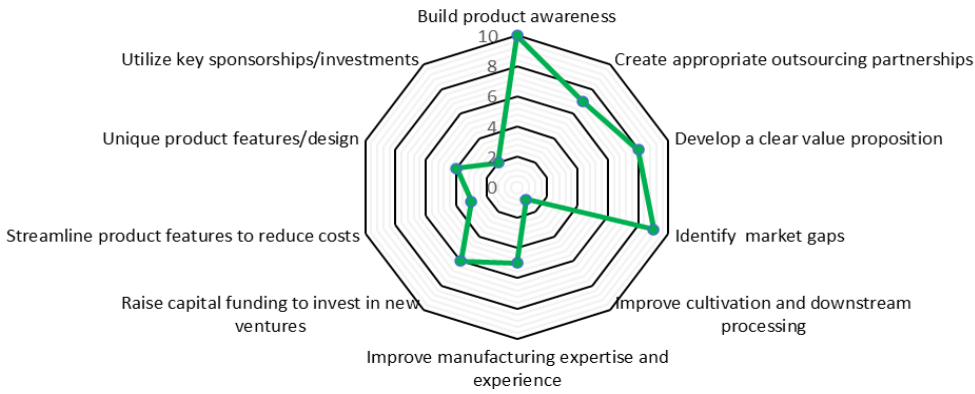 Build product awareness
10
Utilize key sponsorships/investments
Create appropriate outsourcing partnerships
8
6
4
Unique product features/design
Develop a clear value proposition
2
0
Streamline product features to reduce costs
Identify  market gaps
Raise capital funding to invest in new
ventures
Improve cultivation and downstream
processing
Improve manufacturing expertise and
experience